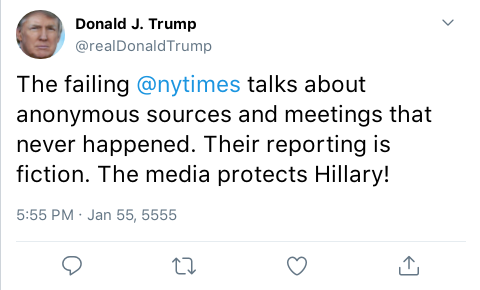 Donald J. Trump
@realDonaldTrump
The failing @nytimes talks about
anonymous sources and meetings that
never happened. Their reporting is
fiction. The media protects Hillary!
5:55 PM · Jan 55, 5555